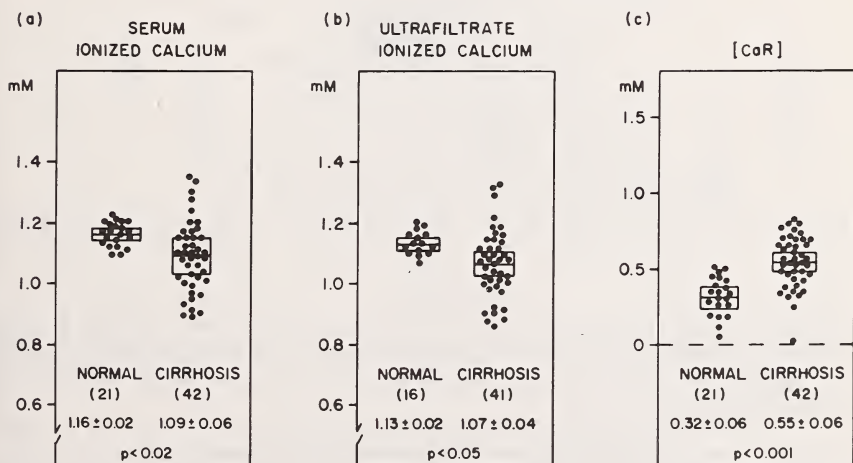 (a)
SERUM
IONIZED CALCIUM
mM
1.4
1.2
1.0
0.8
0.6
NORMAL CIRRHOSIS
(21) (42)
1.16 ± 0.02 1.09 ± 0.06
p < 0.02
(b)
ULTRAFILTRATE
IONIZED CALCIUM
mM
1.4
1.2
1.0
0.8
0.6
NORMAL CIRRHOSIS
(16) (41)
1.13 ± 0.02 1.07 ± 0.04
p < 0.05
(c)
[CaR]
mM
1.5
1.0
0.5
0
NORMAL CIRRHOSIS
(21) (42)
0.32 ± 0.06 0.55 ± 0.06
p < 0.001